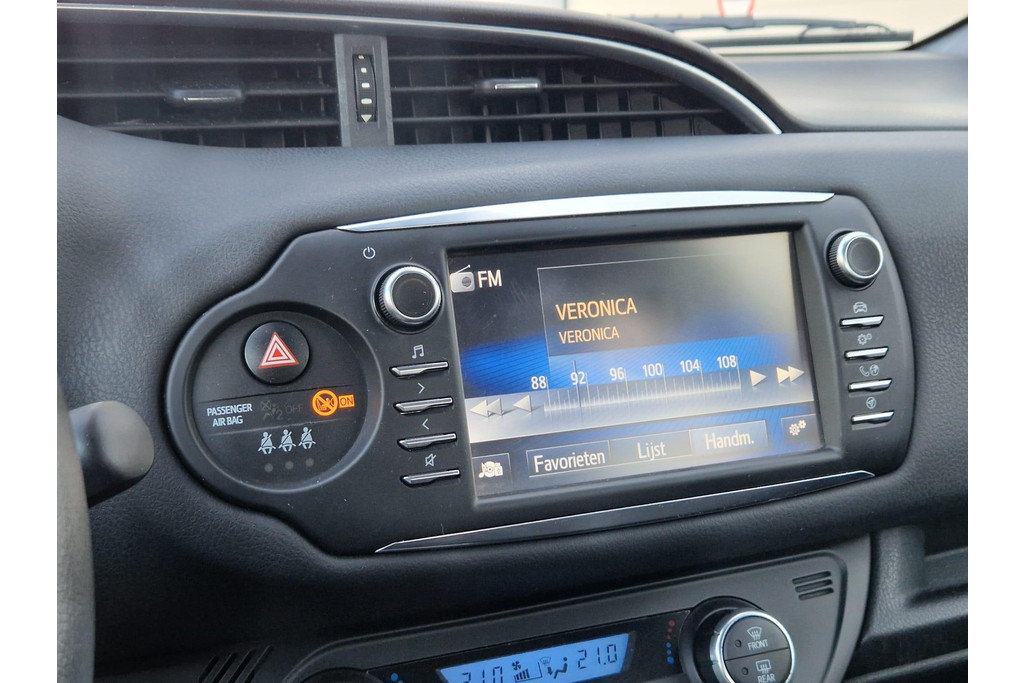 FM
VERONICA
VERONICA
88 92 96 100 104 108
Favorieten Lijst Handm.
PASSENGER
AIR BAG
OFF
ON
21.0 21.0
FRONT
REAR